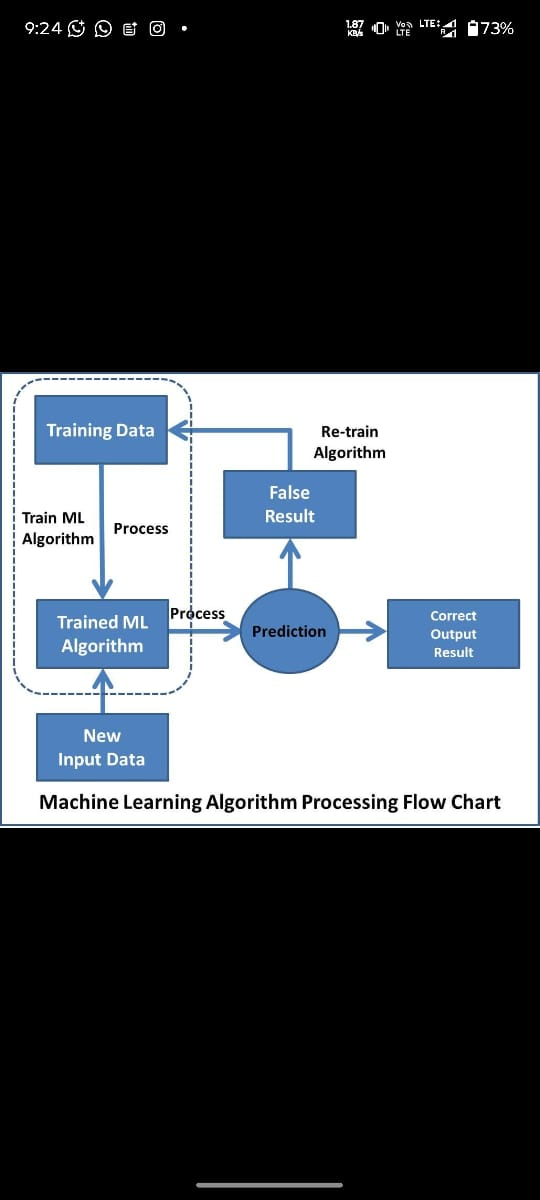 9:24
1.87
KB/s
Vo))
LTE
LTE
R
73%
Training Data
Re-train
Algorithm
False
Result
Train ML
Algorithm
Process
Trained ML
Algorithm
Process
Prediction
Correct
Output
Result
New
Input Data
Machine Learning Algorithm Processing Flow Chart